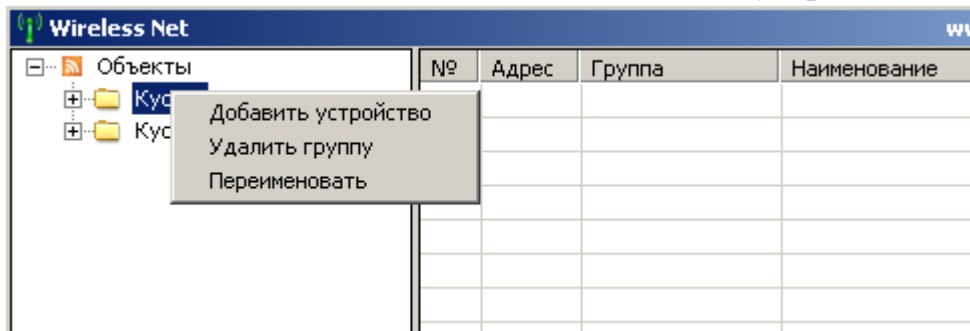 Wireless Net
Объекты
№ Адрес Группа Наименование
Добавить устройство
Удалить группу
Переименовать